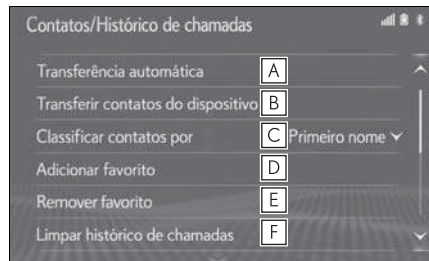 Contatos/Histórico de chamadas
Transferência automática A
Transferir contatos do dispositivo B
Classificar contatos por C Primeiro nome
Adicionar favorito D
Remover favorito E
Limpar histórico de chamadas F